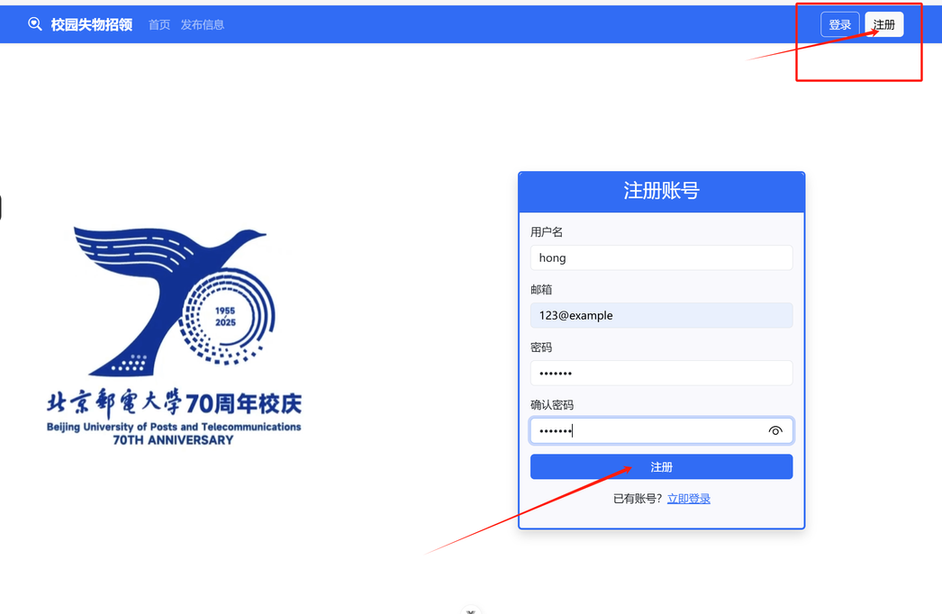 校园失物招领 首页 发布信息 登录 注册
注册账号
用户名
hong
邮箱
123@example
密码
•••••••
确认密码
•••••••
注册
已有账号? 立即登录
1955
2025
北京邮电大学70周年校庆
Beijing University of Posts and Telecommunications
70TH ANNIVERSARY